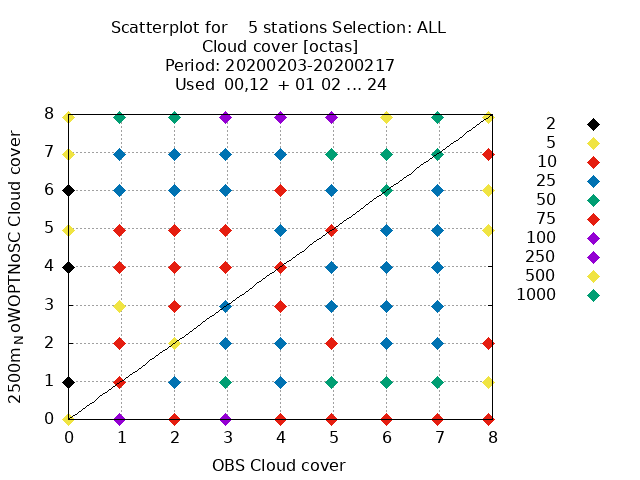 Scatterplot for 5 stations Selection: ALL
Cloud cover [octas]
Period: 20200203-20200217
Used 00,12 + 01 02 ... 24
2500m_NoWOPTNoSC Cloud cover
8
7
6
5
4
3
2
1
0
0 1 2 3 4 5 6 7 8
OBS Cloud cover
2
5
10
25
50
75
100
250
500
1000